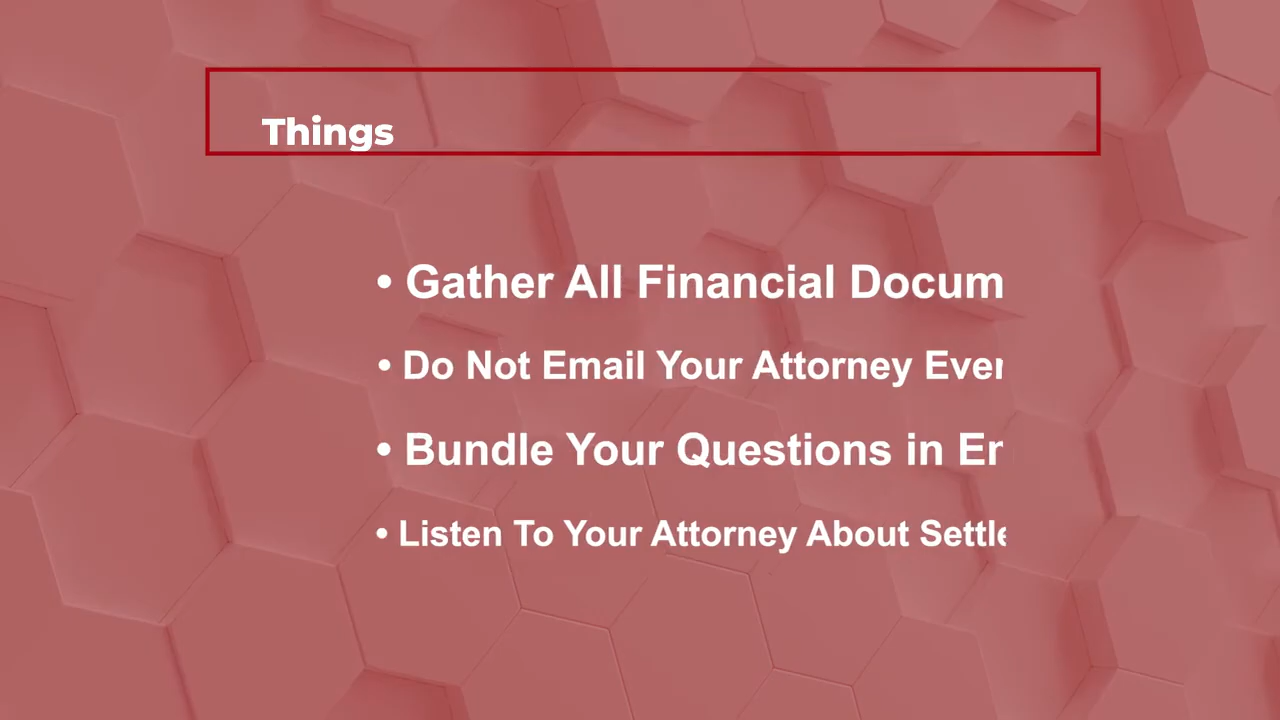 Things
• Gather All Financial Docum
• Do Not Email Your Attorney Ever
• Bundle Your Questions in
• Listen To Your Attorney About Settle